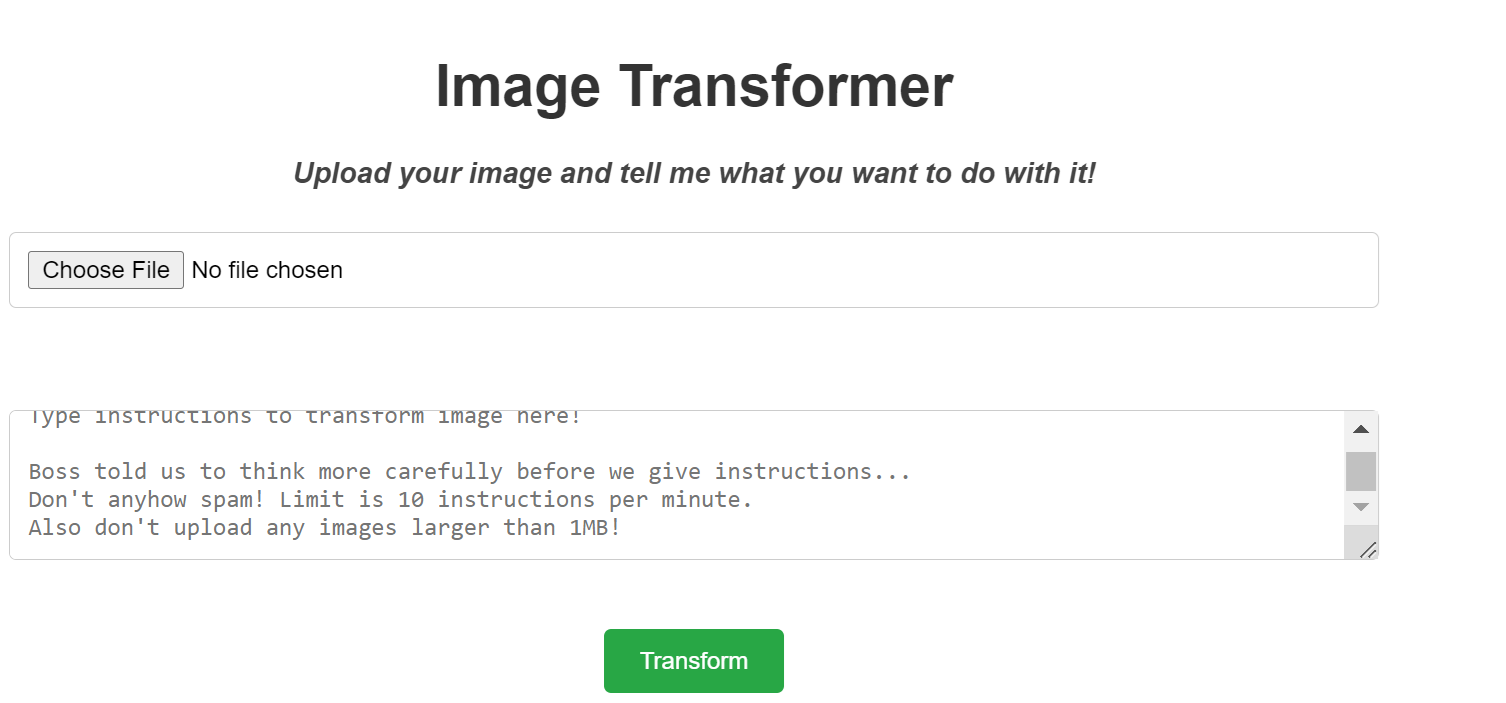 Image Transformer
Upload your image and tell me what you want to do with it!
Choose File No file chosen
Type instructions to transform image here!
Boss told us to think more carefully before we give instructions...
Don't anyhow spam! Limit is 10 instructions per minute.
Also don't upload any images larger than 1MB!
Transform